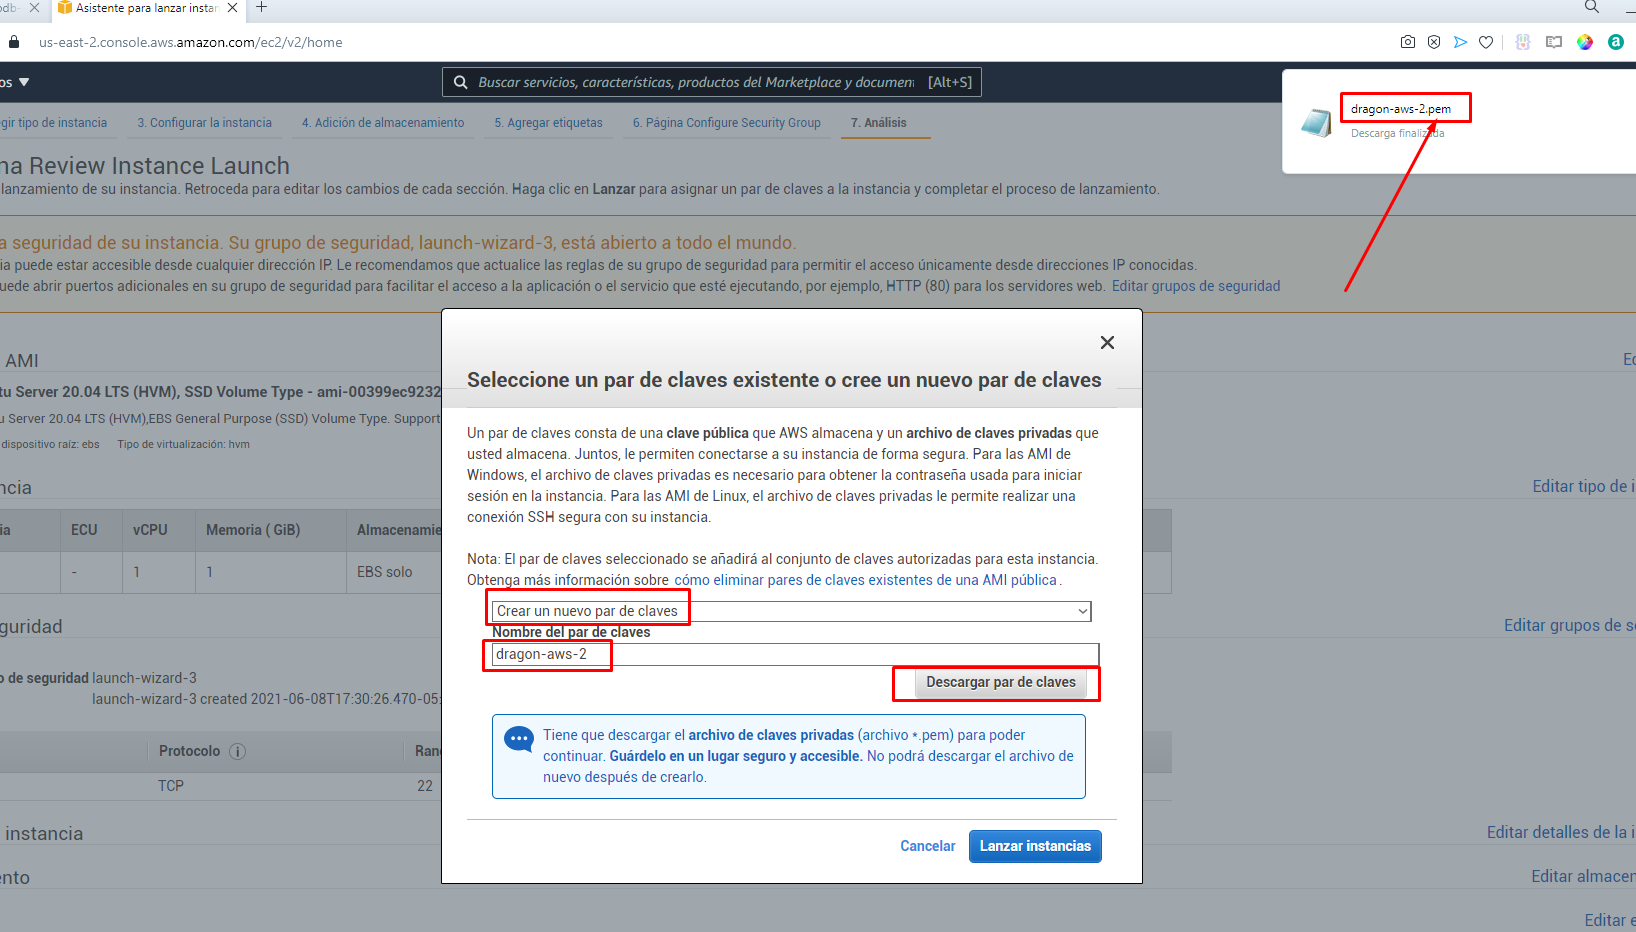 odb-
Asistente para lanzar instan
us-east-2.console.aws.amazon.com/ec2/v2/home
os
Buscar servicios, características, productos del Marketplace y documen [Alt+S]
dragon-aws-2.pem
Descarga finalizada
gir tipo de instancia 3. Configurar la instancia 4. Adición de almacenamiento 5. Agregar etiquetas 6. Página Configure Security Group 7. Análisis
na Review Instance Launch
lanzamiento de su instancia. Retroceda para editar los cambios de cada sección. Haga clic en Lanzar para asignar un par de claves a la instancia y completar el proceso de lanzamiento.
a seguridad de su instancia. Su grupo de seguridad, launch-wizard-3, está abierto a todo el mundo.
ia puede estar accesible desde cualquier dirección IP. Le recomendamos que actualice las reglas de su grupo de seguridad para permitir el acceso únicamente desde direcciones IP conocidas.
uede abrir puertos adicionales en su grupo de seguridad para facilitar el acceso a la aplicación o el servicio que esté ejecutando, por ejemplo, HTTP (80) para los servidores web. Editar grupos de seguridad
AMI
Ed
tu Server 20.04 LTS (HVM), SSD Volume Type - ami-00399ec9232
u Server 20.04 LTS (HVM),EBS General Purpose (SSD) Volume Type. Support
dispositivo raíz: ebs Tipo de virtualización: hvm
ncia
Editar tipo de i
ia ECU vCPU Memoria ( GiB) Almacenamie
- 1 1 EBS solo
guridad
Editar grupos de se
o de seguridad launch-wizard-3
launch-wizard-3 created 2021-06-08T17:30:26.470-05:
Protocolo i Ran
TCP 22
instancia
Editar detalles de la i
ento
Editar almacen
Editar e
Seleccione un par de claves existente o cree un nuevo par de claves
Un par de claves consta de una clave pública que AWS almacena y un archivo de claves privadas que
usted almacena. Juntos, le permiten conectarse a su instancia de forma segura. Para las AMI de
Windows, el archivo de claves privadas es necesario para obtener la contraseña usada para iniciar
sesión en la instancia. Para las AMI de Linux, el archivo de claves privadas le permite realizar una
conexión SSH segura con su instancia.
Nota: El par de claves seleccionado se añadirá al conjunto de claves autorizadas para esta instancia.
Obtenga más información sobre cómo eliminar pares de claves existentes de una AMI pública .
Crear un nuevo par de claves
Nombre del par de claves
dragon-aws-2
Descargar par de claves
Tiene que descargar el archivo de claves privadas (archivo *.pem) para poder
continuar. Guárdelo en un lugar seguro y accesible. No podrá descargar el archivo de
nuevo después de crearlo.
Cancelar Lanzar instancias